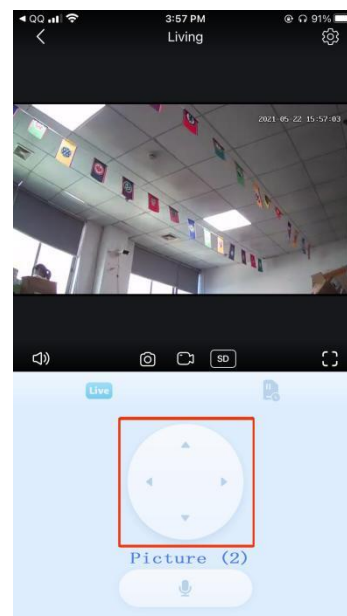 QQ 3:57 PM 91%
Living
2021-05-22 15:57:03
SD
Live
Picture (2)